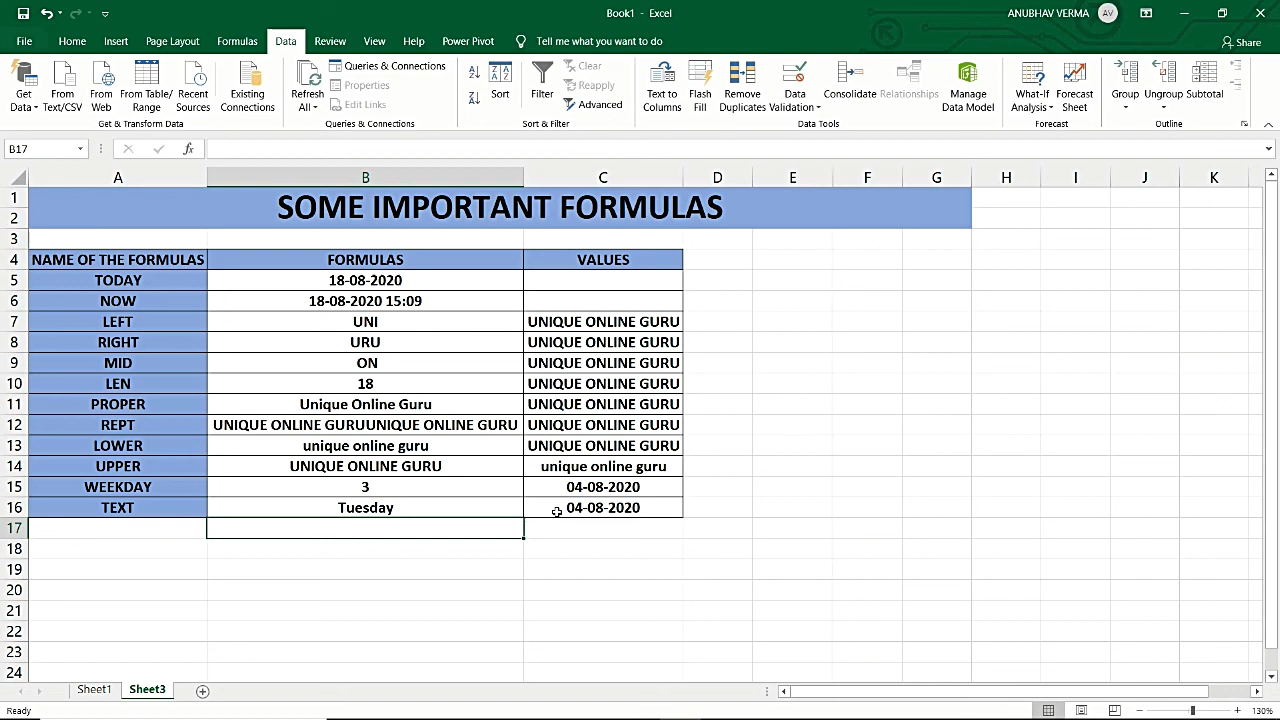 Book1 - Excel
ANUBHAV VERMA AV
File Home Insert Page Layout Formulas Data Review View Help Power Pivot Tell me what you want to do Share
Get Data From Text/CSV From Web From Table/ Range Recent Sources Existing Connections
Get & Transform Data
Refresh All Queries & Connections Properties Edit Links
Queries & Connections
Sort Filter Clear Reapply Advanced
Sort & Filter
Text to Columns Flash Fill Remove Duplicates Data Validation Consolidate Relationships Manage Data Model
Data Tools
What-If Analysis Forecast Sheet
Forecast
Group Ungroup Subtotal
Outline
B17 fx
A B C D E F G H I J K
1
2 SOME IMPORTANT FORMULAS
3
4 NAME OF THE FORMULAS FORMULAS VALUES
5 TODAY 18-08-2020
6 NOW 18-08-2020 15:09
7 LEFT UNI UNIQUE ONLINE GURU
8 RIGHT URU UNIQUE ONLINE GURU
9 MID ON UNIQUE ONLINE GURU
10 LEN 18 UNIQUE ONLINE GURU
11 PROPER Unique Online Guru UNIQUE ONLINE GURU
12 REPT UNIQUE ONLINE GURUUNIQUE ONLINE GURU UNIQUE ONLINE GURU
13 LOWER unique online guru UNIQUE ONLINE GURU
14 UPPER UNIQUE ONLINE GURU unique online guru
15 WEEKDAY 3 04-08-2020
16 TEXT Tuesday 04-08-2020
17
18
19
20
21
22
23
24
Sheet1 Sheet3
Ready 130%